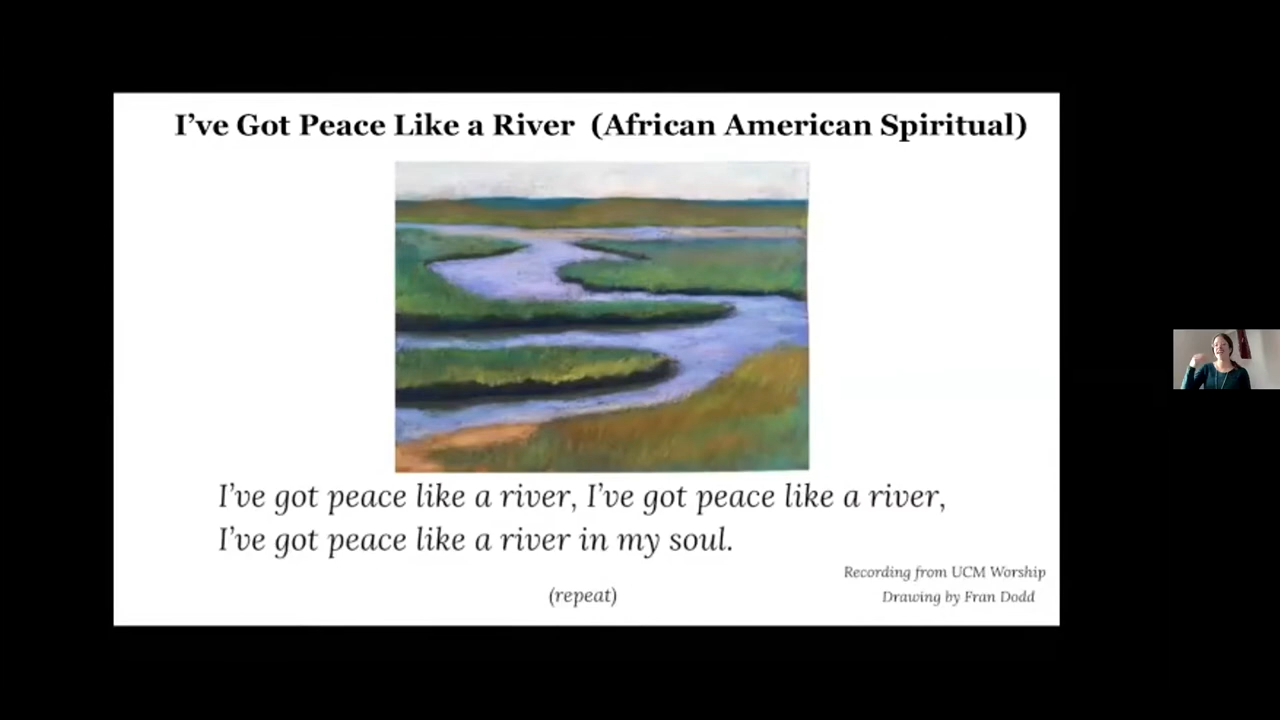 I’ve Got Peace Like a River (African American Spiritual)
I’ve got peace like a river, I’ve got peace like a river,
I’ve got peace like a river in my soul.
(repeat)
Recording from UCM Worship
Drawing by Fran Dodd